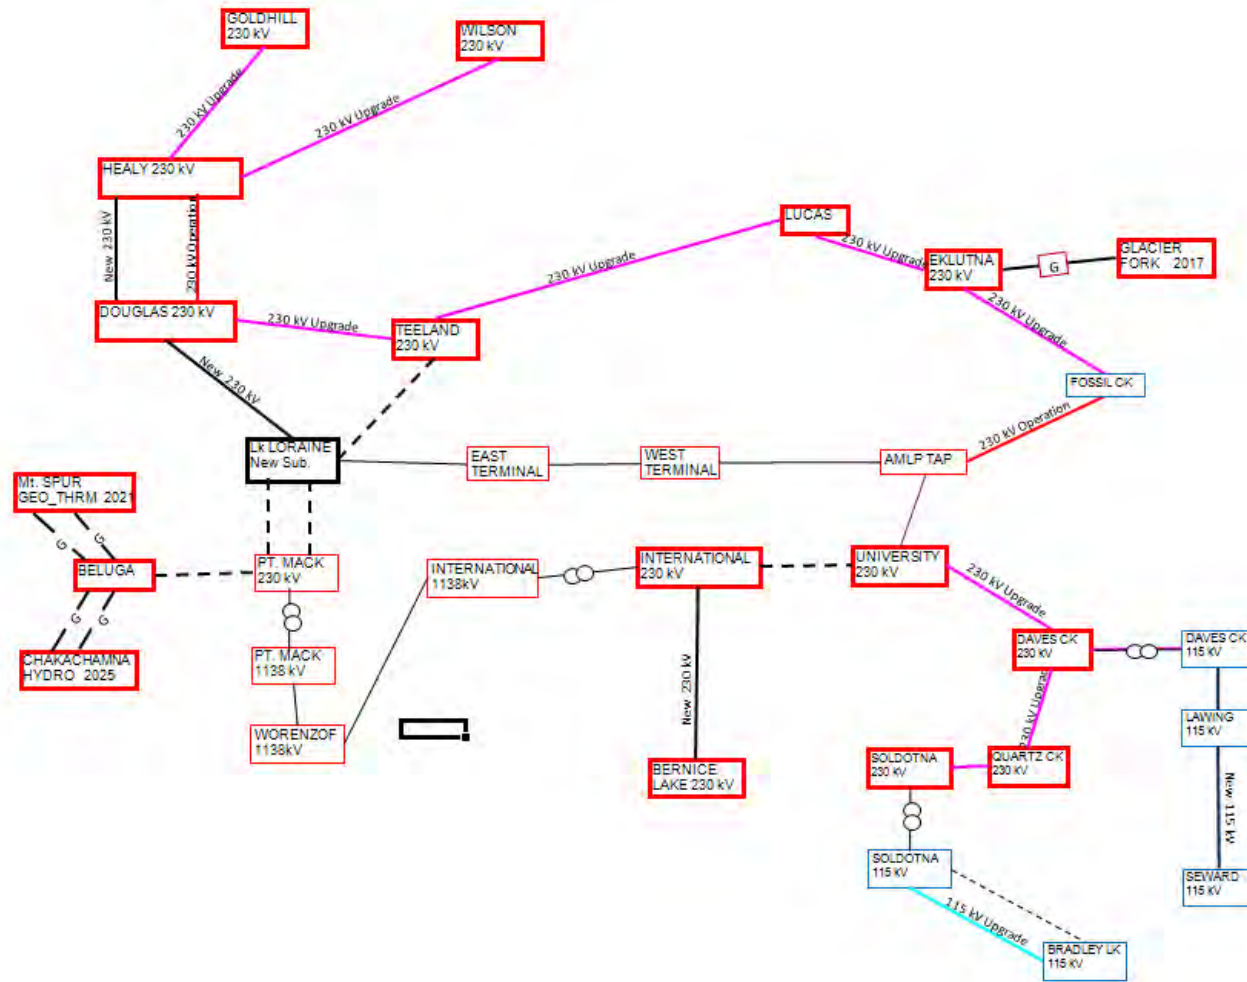 GOLDHILL
230 kV
WILSON
230 kV
230 kV Upgrade
230 kV Upgrade
HEALY 230 kV
New 230 kV
230 kV Operation
LUCAS
230 kV Upgrade
EKLUTNA
230 kV
G
GLACIER
FORK 2017
230 kV Upgrade
DOUGLAS 230 kV
230 kV Upgrade
TEELAND
230 kV
230 kV Upgrade
FOSSIL CK
New 230 kV
230 kV Operation
Lk LORAINE
New Sub.
EAST
TERMINAL
WEST
TERMINAL
AMLP TAP
Mt. SPUR
GEO_THRM 2021
G
G
BELUGA
PT. MACK
230 kV
INTERNATIONAL
1138kV
INTERNATIONAL
230 kV
UNIVERSITY
230 kV
230 kV Upgrade
G
G
CHAKACHAMNA
HYDRO 2025
PT. MACK
1138 kV
DAVES CK
230 kV
DAVES CK
115 kV
New 230 kV
230 kV Upgrad
LAWING
115 kV
WORENZOF
1138kV
BERNICE
LAKE 230 kV
SOLDOTNA
230 kV
QUARTZ CK
230 kV
New 115 kV
SOLDOTNA
115 kV
SEWARD
115 kV
115 kV Upgrade
BRADLEY LK
115 kV